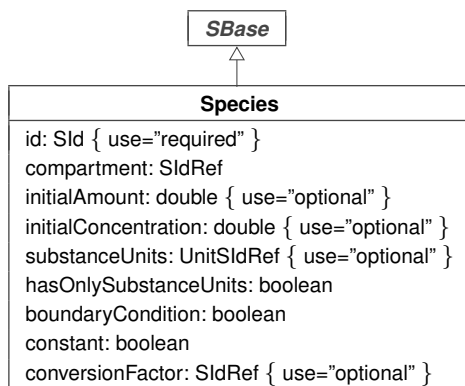 SBase
Species
id: SId { use=”required” }
compartment: SIdRef
initialAmount: double { use=”optional” }
initialConcentration: double { use=”optional” }
substanceUnits: UnitSIdRef { use=”optional” }
hasOnlySubstanceUnits: boolean
boundaryCondition: boolean
constant: boolean
conversionFactor: SIdRef { use=”optional” }